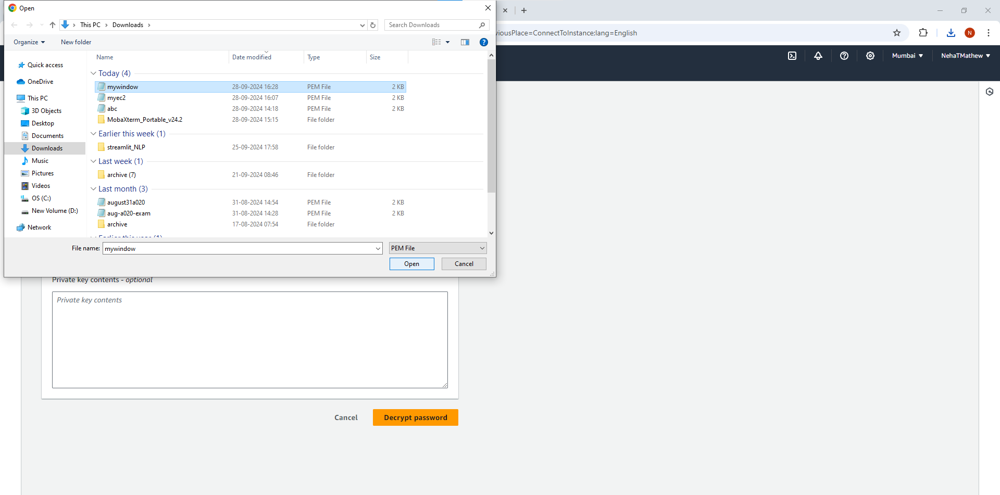 Open
This PC > Downloads >
Search Downloads
Organize
New folder
Name
Date modified
Type
Size
Quick access
OneDrive
This PC
3D Objects
Desktop
Documents
Downloads
Music
Pictures
Videos
OS (C:)
New Volume (D:)
Network
Today (4)
mywindow 28-09-2024 16:28 PEM File 2 KB
myec2 28-09-2024 16:07 PEM File 2 KB
abc 28-09-2024 14:18 PEM File 2 KB
MobaXterm_Portable_v24.2 28-09-2024 15:15 File folder
Earlier this week (1)
streamlit_NLP 25-09-2024 17:58 File folder
Last week (1)
archive (7) 21-09-2024 08:46 File folder
Last month (3)
august31a020 31-08-2024 14:54 PEM File 2 KB
aug-a020-exam 31-08-2024 14:28 PEM File 2 KB
archive 17-08-2024 07:54 File folder
Earlier this year (1)
File name: mywindow
PEM File
Open
Cancel
viousPlace=ConnectToInstance;lang=English
N
Mumbai
NehaTMathew
Private key contents - optional
Private key contents
Cancel
Decrypt password